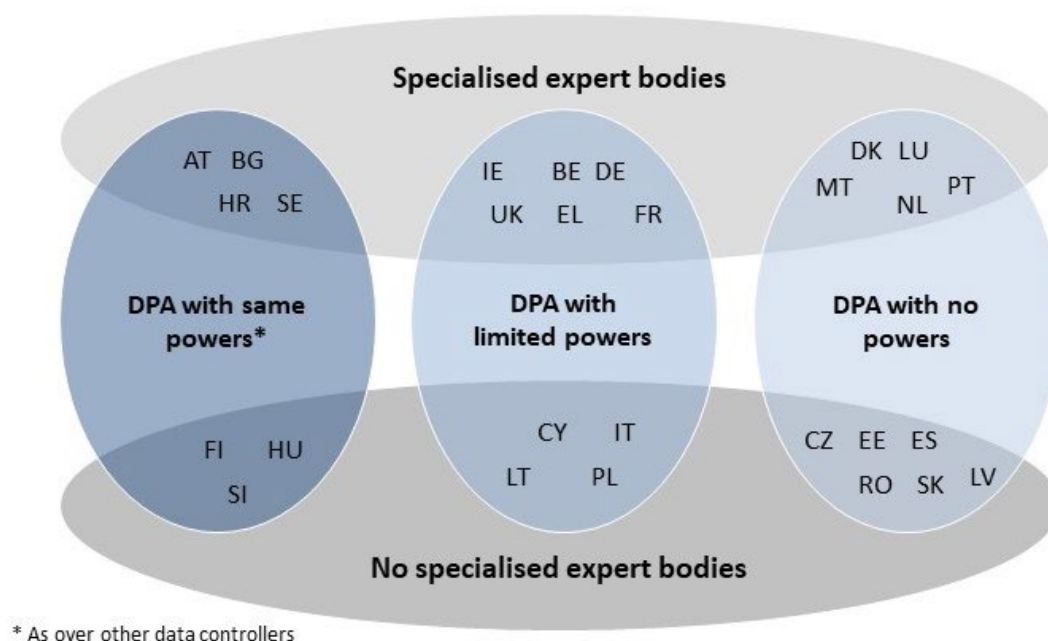 Specialised expert bodies
AT BG
HR SE
IE BE DE
UK EL FR
DK LU
MT PT
NL
DPA with same
powers*
DPA with
limited powers
DPA with no
powers
FI HU
SI
CY IT
LT PL
CZ EE ES
RO SK LV
No specialised expert bodies
* As over other data controllers